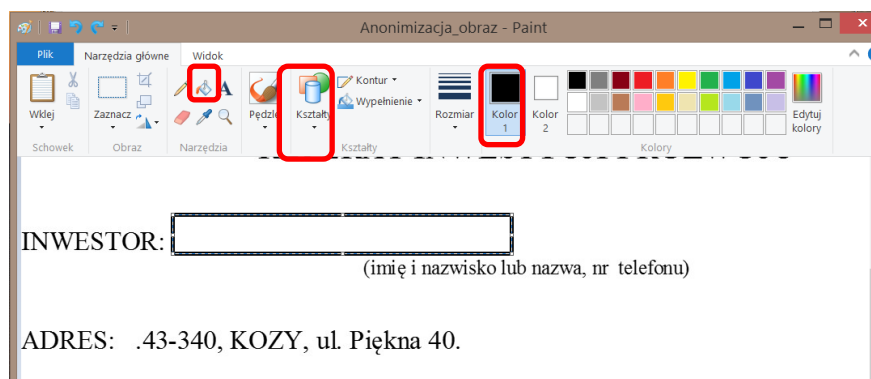 Anonimizacja_obraz - Paint
Plik Narzędzia główne Widok
Wklej Zaznacz A Pędzle Kształty Kontur Wypełnienie Rozmiar Kolor 1 Kolor 2 Edytuj kolory
Schowek Obraz Narzędzia Kształty Kolory
INWESTOR:
(imię i nazwisko lub nazwa, nr telefonu)
ADRES: .43-340, KOZY, ul. Piękna 40.